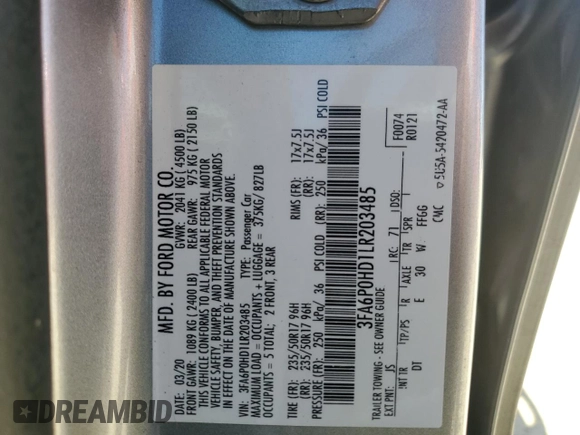 MFD. BY FORD MOTOR CO.
DATE: 03/20 GVWR: 2041 KG (4500 LB)
FRONT GAWR: 1089 KG (2400 LB) REAR GAWR: 975 KG (2150 LB)
THIS VEHICLE CONFORMS TO ALL APPLICABLE FEDERAL MOTOR
VEHICLE SAFETY, BUMPER, AND THEFT PREVENTION STANDARDS
IN EFFECT ON THE DATE OF MANUFACTURE SHOWN ABOVE.
VIN: 3FA6P0HD1LR203485 TYPE: Passenger Car
MAXIMUM LOAD = OCCUPANTS + LUGGAGE = 375KG/ 827LB
OCCUPANTS = 5 TOTAL: 2 FRONT, 3 REAR
TIRE (FR): 235/50R17 96H RIMS (FR): 17x7.5J
(RR): 235/50R17 96H (RR): 17x7.5J
PRESSURE(FR): 250 kPa/ 36 PSI COLD (RR): 250 kPa/ 36 PSI COLD
3FA6P0HD1LR203485
F0074
R0121
TRAILER TOWING - SEE OWNER GUIDE
EXT.PNT: JS RC: 71 DSO:
INT TR TP/PS R AXLE TR SPR
DT E 30 W FFGG
CMC 5U5A-5420472-AA
DREAMBID